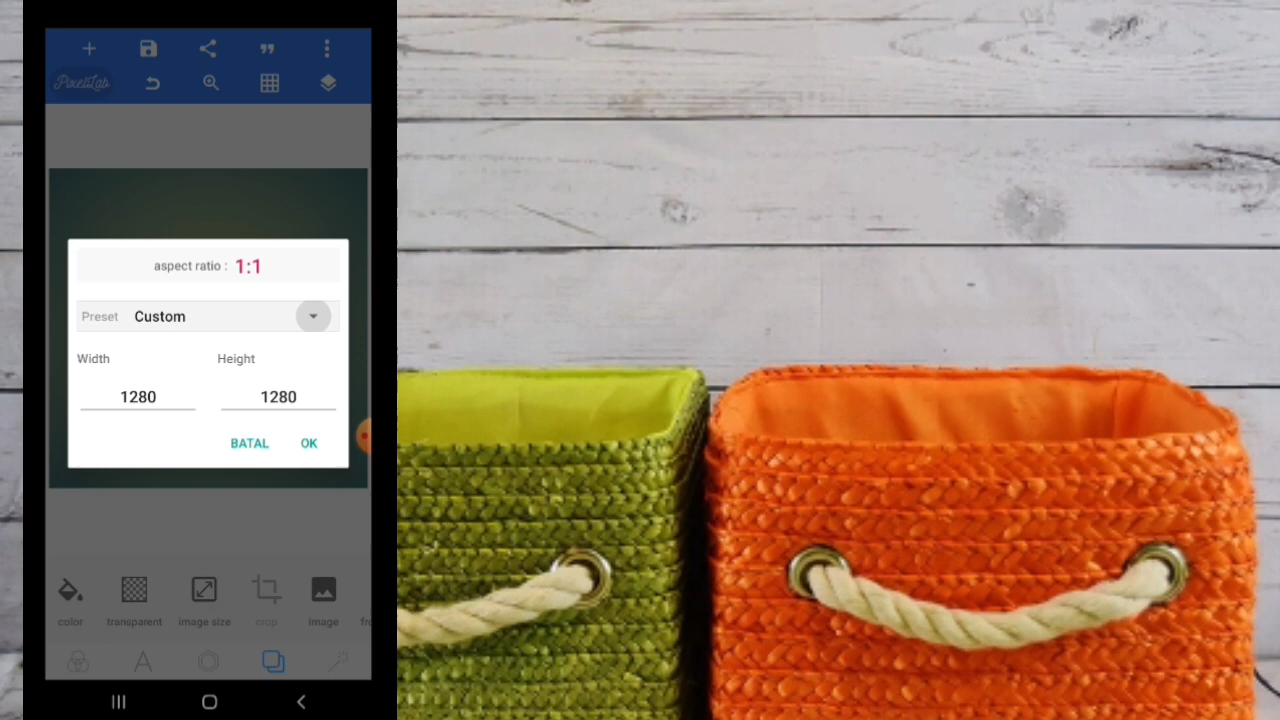 PixelLab
aspect ratio : 1:1
Preset Custom
Width Height
1280 1280
BATAL OK
color transparent image size crop image fr